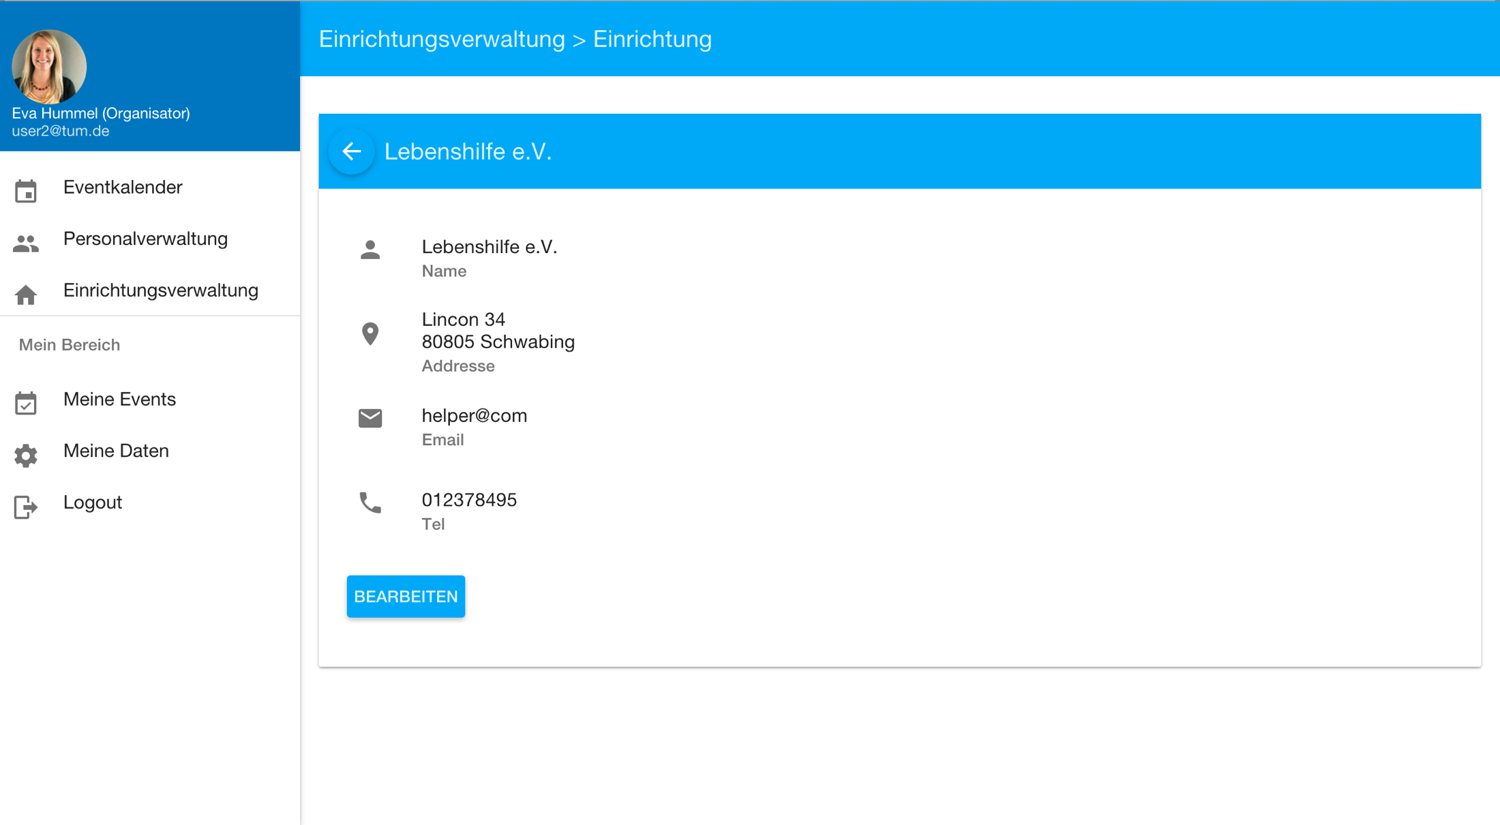 Eva Hummel (Organisator)
user2@tum.de
Eventkalender
Personalverwaltung
Einrichtungsverwaltung
Mein Bereich
Meine Events
Meine Daten
Logout
Einrichtungsverwaltung > Einrichtung
Lebenshilfe e.V.
Lebenshilfe e.V.
Name
Lincon 34
80805 Schwabing
Addresse
helper@com
Email
012378495
Tel
BEARBEITEN